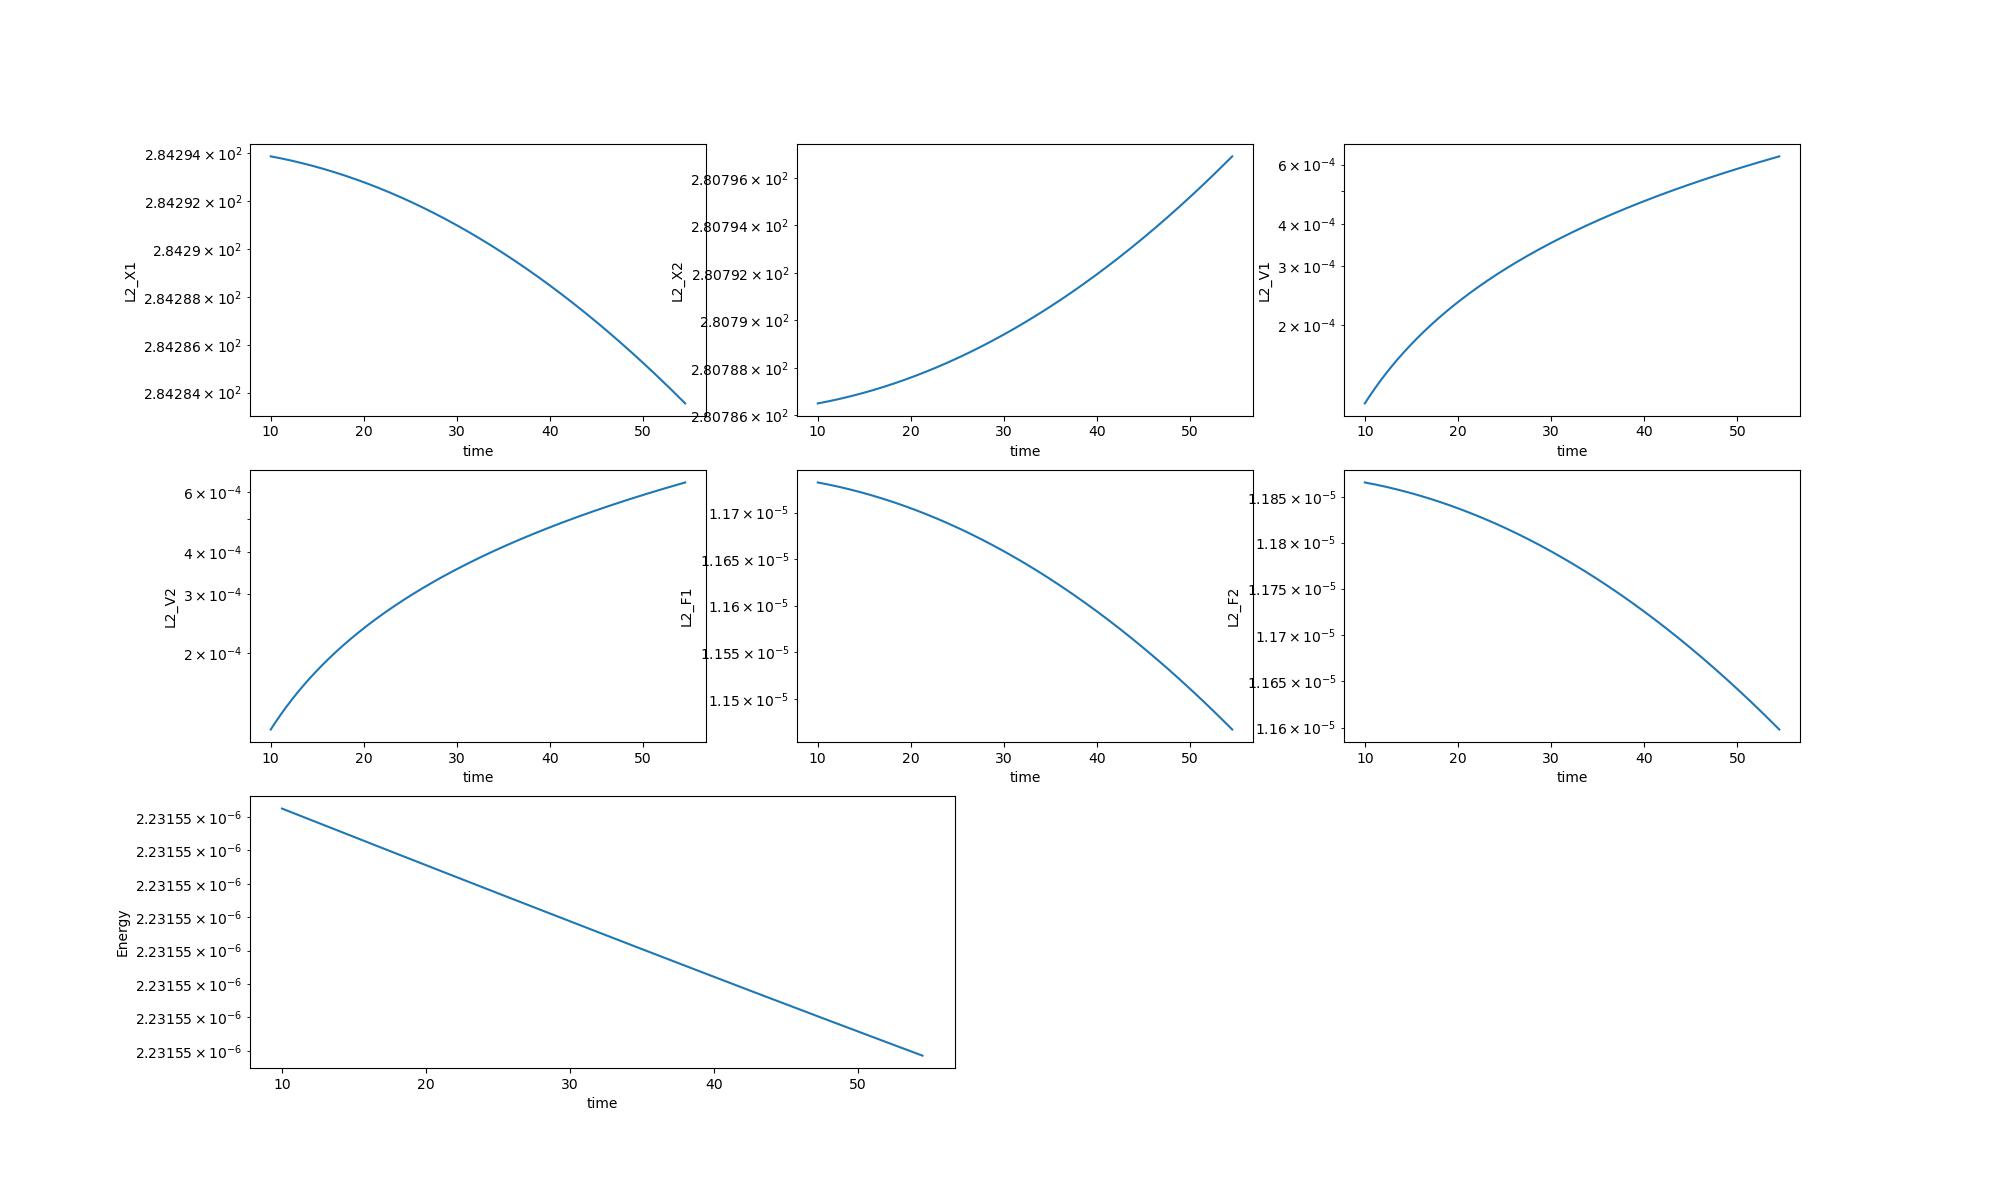 2.84294 × 10²
2.84292 × 10²
2.8429 × 10²
2.84288 × 10²
2.84286 × 10²
2.84284 × 10²
L2_X1
10 20 30 40 50
time
2.80796 × 10²
2.80794 × 10²
2.80792 × 10²
2.8079 × 10²
2.80788 × 10²
2.80786 × 10²
L2_X2
10 20 30 40 50
time
6 × 10⁻⁴
4 × 10⁻⁴
3 × 10⁻⁴
2 × 10⁻⁴
L2_V1
10 20 30 40 50
time
6 × 10⁻⁴
4 × 10⁻⁴
3 × 10⁻⁴
2 × 10⁻⁴
L2_V2
10 20 30 40 50
time
1.17 × 10⁻⁵
1.165 × 10⁻⁵
1.16 × 10⁻⁵
1.155 × 10⁻⁵
1.15 × 10⁻⁵
L2_F1
10 20 30 40 50
time
1.185 × 10⁻⁵
1.18 × 10⁻⁵
1.175 × 10⁻⁵
1.17 × 10⁻⁵
1.165 × 10⁻⁵
1.16 × 10⁻⁵
L2_F2
10 20 30 40 50
time
2.23155 × 10⁻⁶
2.23155 × 10⁻⁶
2.23155 × 10⁻⁶
2.23155 × 10⁻⁶
2.23155 × 10⁻⁶
2.23155 × 10⁻⁶
2.23155 × 10⁻⁶
2.23155 × 10⁻⁶
Energy
10 20 30 40 50
time